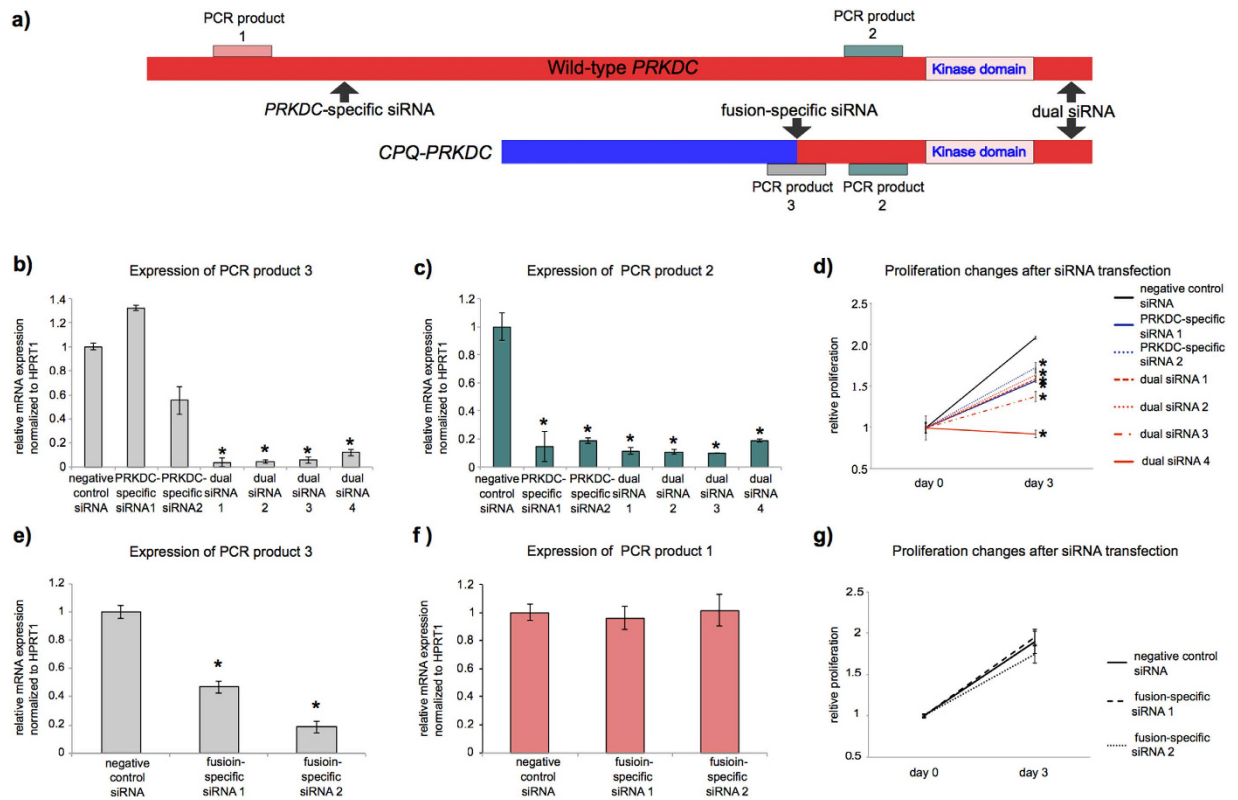 a)
PCR product
1
PCR product
2
Wild-type PRKDC
Kinase domain
PRKDC-specific siRNA
fusion-specific siRNA
dual siRNA
CPQ-PRKDC
Kinase domain
PCR product
3
PCR product
2
b)
Expression of PCR product 3
relative mRNA expression
normalized to HPRT1
1.4
1.2
1
0.8
0.6
0.4
0.2
0
*
*
*
*
negative
control
siRNA
PRKDC-
specific
siRNA1
PRKDC-
specific
siRNA2
dual
siRNA
1
dual
siRNA
2
dual
siRNA
3
dual
siRNA
4
c)
Expression of PCR product 2
relative mRNA expression
normalized to HPRT1
1.2
1
0.8
0.6
0.4
0.2
0
*
*
*
*
*
*
negative
control
siRNA
PRKDC-
specific
siRNA1
PRKDC-
specific
siRNA2
dual
siRNA
1
dual
siRNA
2
dual
siRNA
3
dual
siRNA
4
d)
Proliferation changes after siRNA transfection
reltive proliferation
2.5
2.0
1.5
1.0
0.5
*
*
*
*
*
*
day 0
day 3
negative control
siRNA
PRKDC-specific
siRNA 1
PRKDC-specific
siRNA 2
dual siRNA 1
dual siRNA 2
dual siRNA 3
dual siRNA 4
e)
Expression of PCR product 3
relative mRNA expression
normalized to HPRT1
1.2
1
0.8
0.6
0.4
0.2
0
*
*
negative
control
siRNA
fusioin-
specific
siRNA 1
fusioin-
specific
siRNA 2
f )
Expression of PCR product 1
relative mRNA expression
normalized to HPRT1
1.2
1
0.8
0.6
0.4
0.2
0
negative
control
siRNA
fusioin-
specific
siRNA 1
fusioin-
specific
siRNA 2
g)
Proliferation changes after siRNA transfection
reltive proliferation
2.5
2
1.5
1
0.5
day 0
day 3
negative control
siRNA
fusion-specific
siRNA 1
fusion-specific
siRNA 2